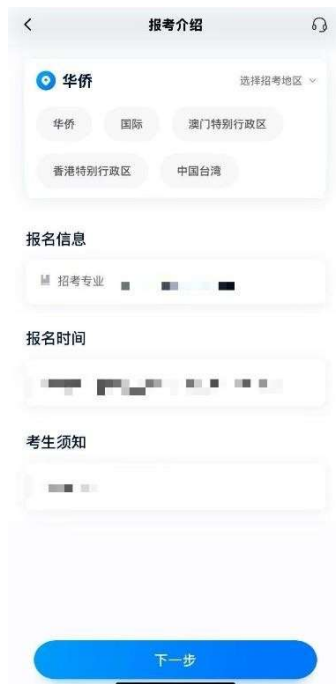 报考介绍
华侨 选择招考地区
华侨 国际 澳门特别行政区
香港特别行政区 中国台湾
报名信息
招考专业
报名时间
考生须知
下一步